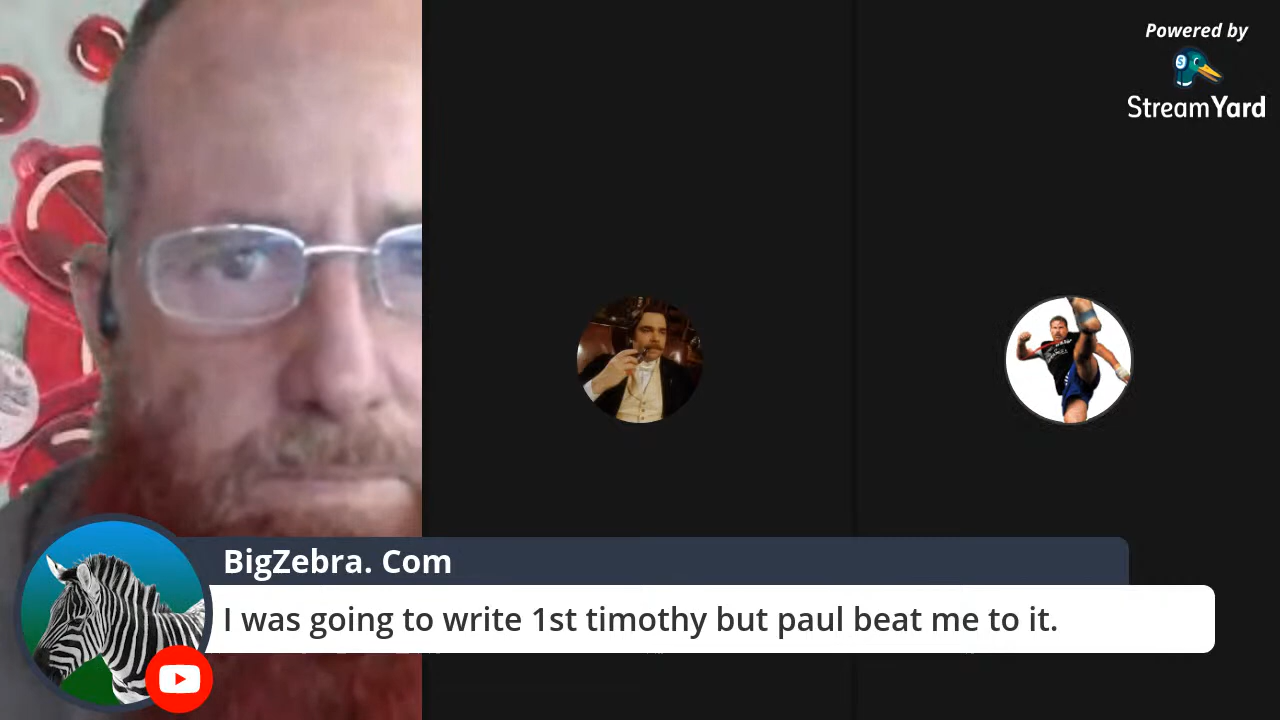 Powered by
StreamYard
BigZebra. Com
I was going to write 1st timothy but paul beat me to it.